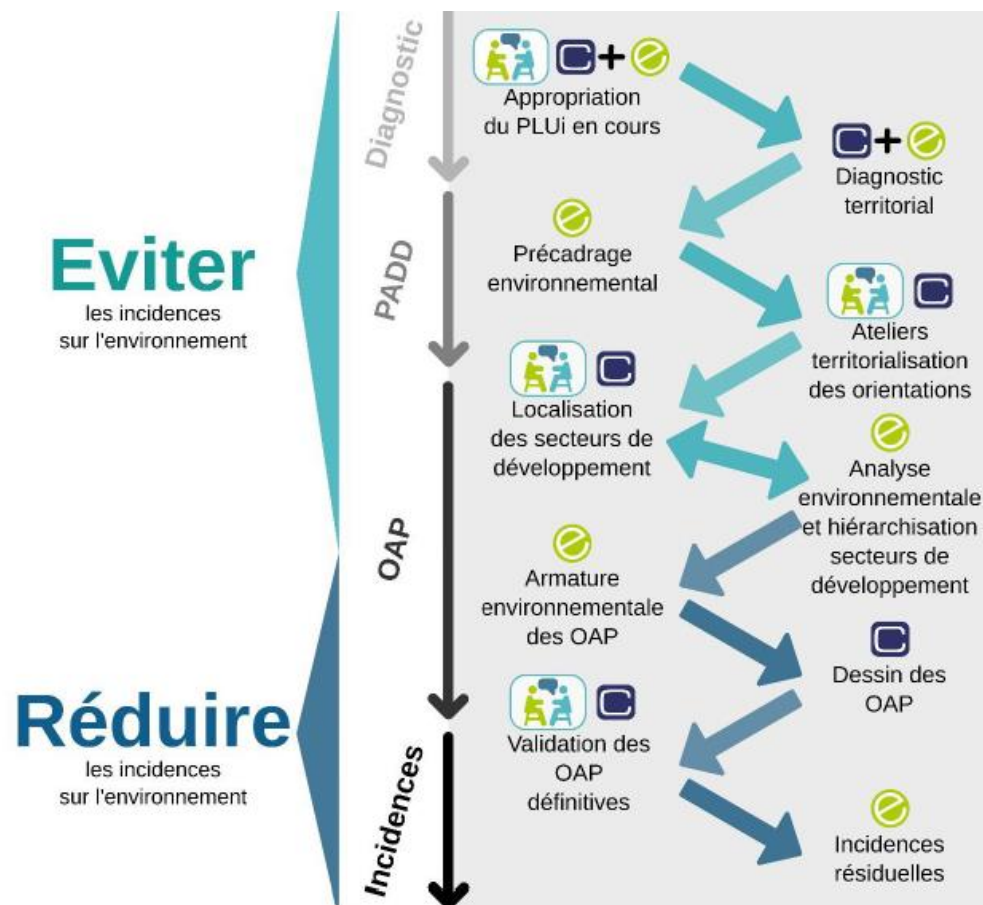 Eviter
les incidences
sur l'environnement
Réduire
les incidences
sur l'environnement
Diagnostic
PADD
OAP
Incidences
Appropriation
du PLUi en cours
Diagnostic
territorial
Précadrage
environnemental
Ateliers
territorialisation
des orientations
Localisation
des secteurs de
développement
Analyse
environnementale
et hiérarchisation
secteurs de
développement
Armature
environnementale
des OAP
Dessin des
OAP
Validation des
OAP
définitives
Incidences
résiduelles